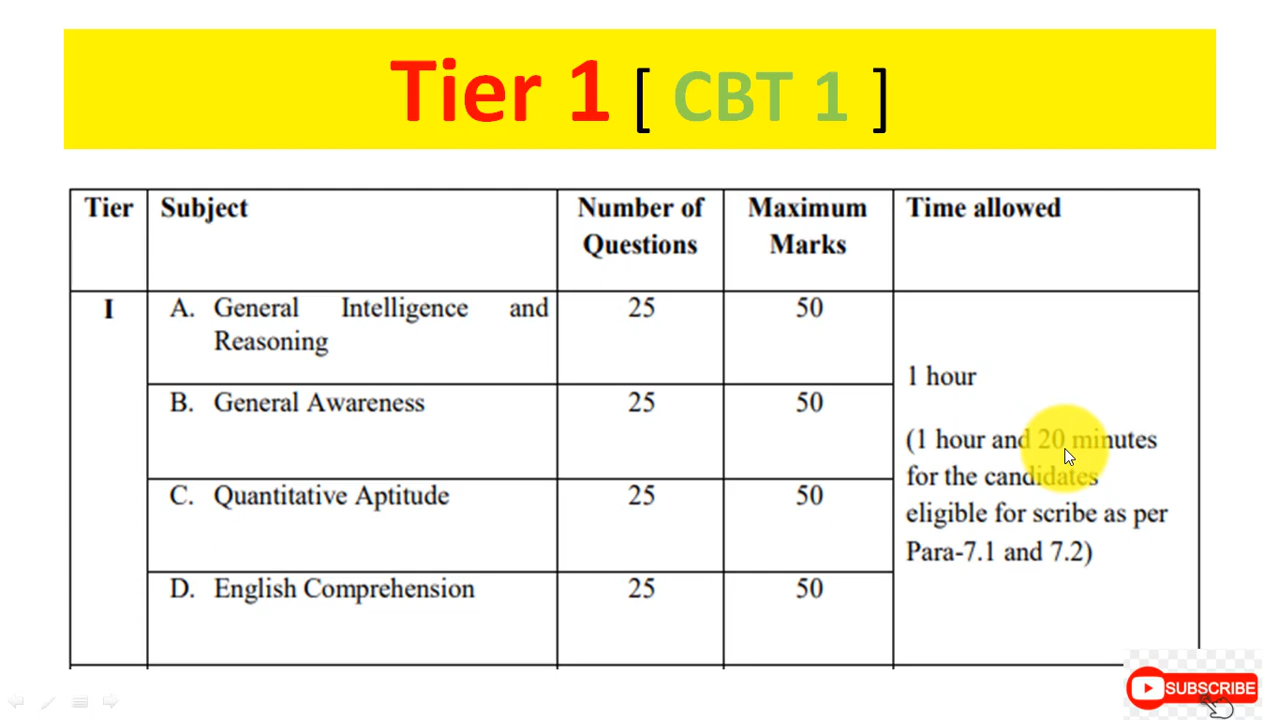 Tier 1 [ CBT 1 ]
Tier
Subject
Number of
Questions
Maximum
Marks
Time allowed
I
A. General Intelligence and
Reasoning
25
50
B. General Awareness
25
50
C. Quantitative Aptitude
25
50
D. English Comprehension
25
50
1 hour
(1 hour and 20 minutes
for the candidates
eligible for scribe as per
Para-7.1 and 7.2)
SUBSCRIBE